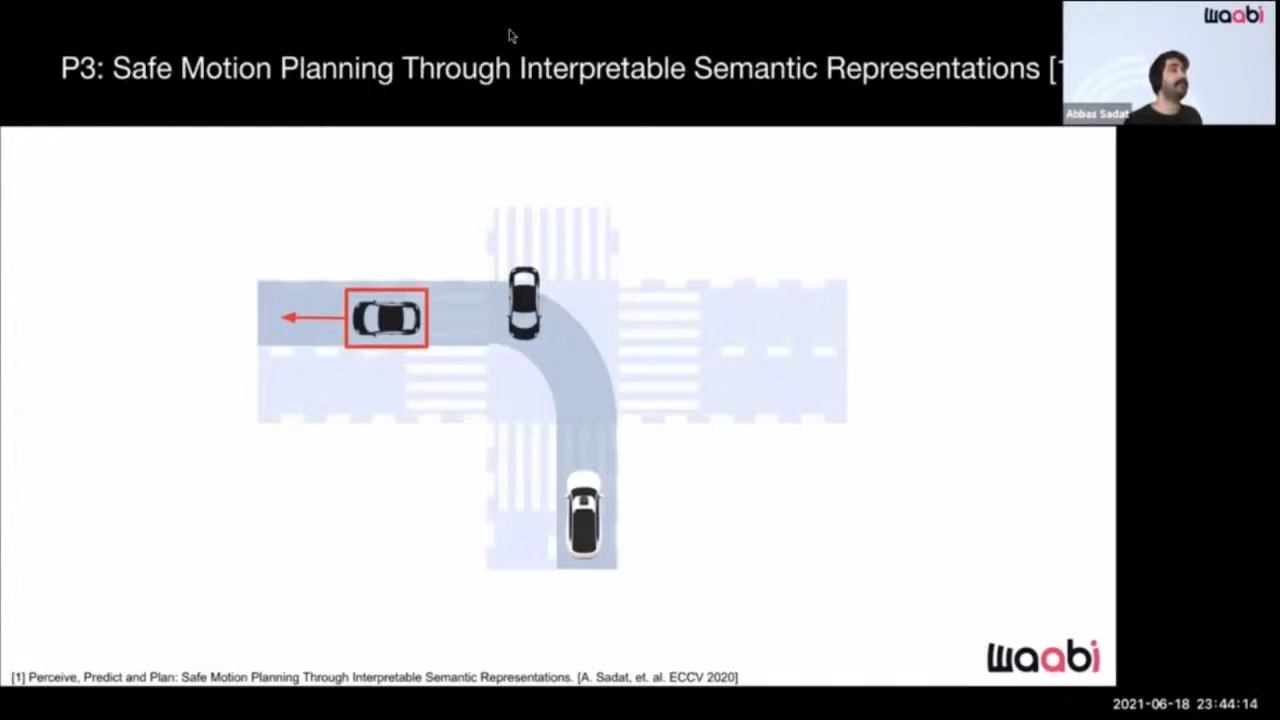 waabi
P3: Safe Motion Planning Through Interpretable Semantic Representations [1
Abbas Sadat
waabi
[1] Perceive, Predict and Plan: Safe Motion Planning Through Interpretable Semantic Representations. [A. Sadat, et. al. ECCV 2020]
2021-06-18 23:44:14